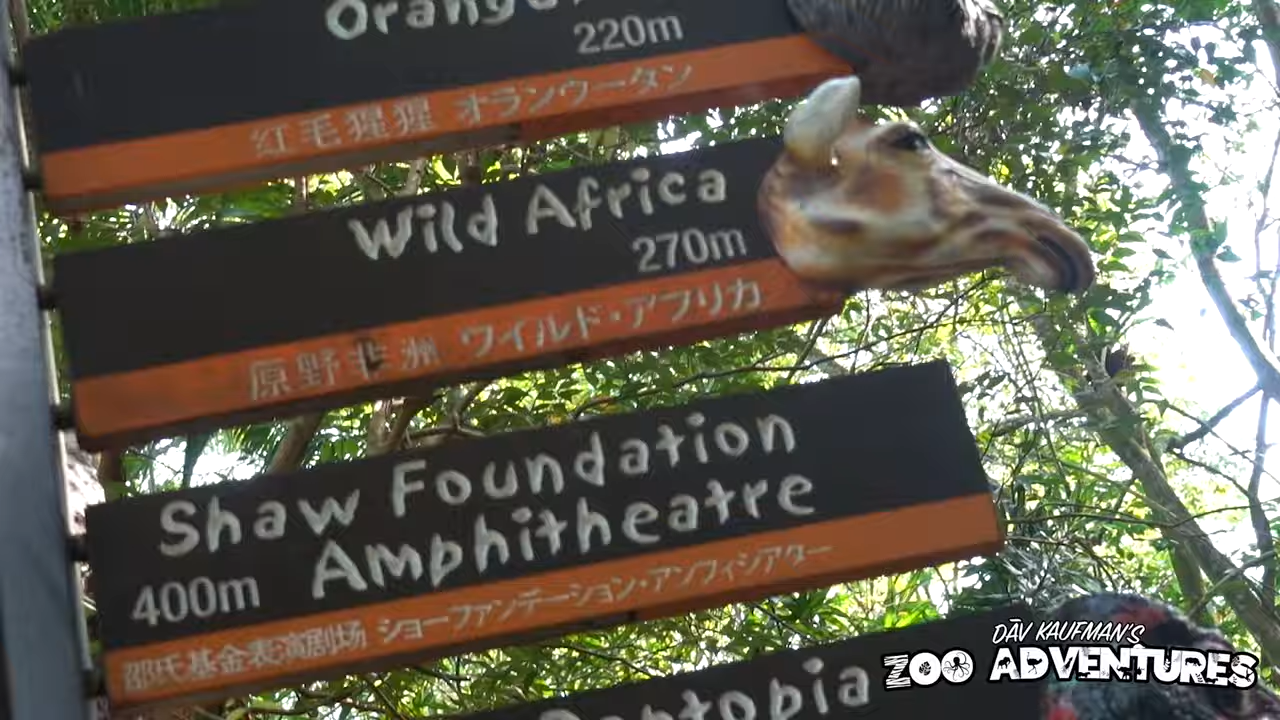 220m
红毛猩猩 オランウータン
Wild Africa
270m
原野非洲 ワイルド・アフリカ
Shaw Foundation
Amphitheatre
400m
邵氏基金表演剧场 ショーファンデーション・アンフィシアター
DĀV KAUFMAN'S
ZOO ADVENTURES